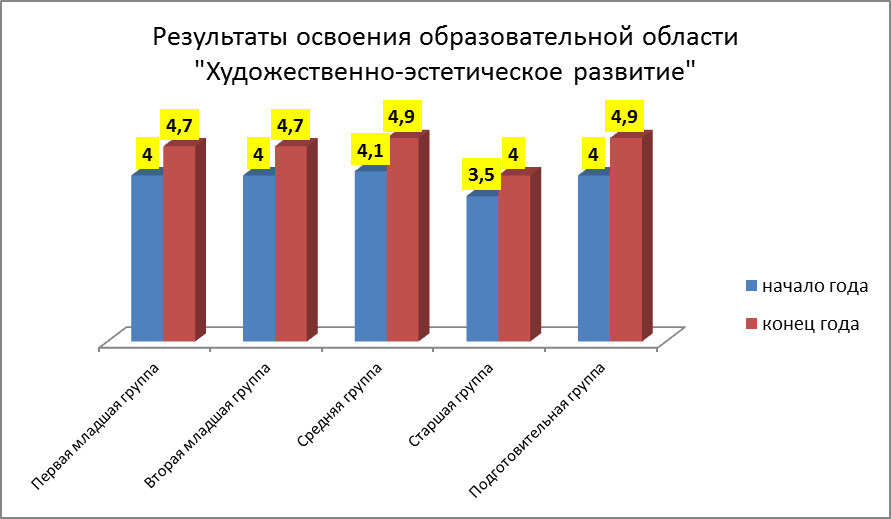 Результаты освоения образовательной области
"Художественно-эстетическое развитие"
4 4,7 4 4,7 4,1 4,9 3,5 4 4 4,9
начало года
конец года
Первая младшая группа
Вторая младшая группа
Средняя группа
Старшая группа
Подготовительная группа